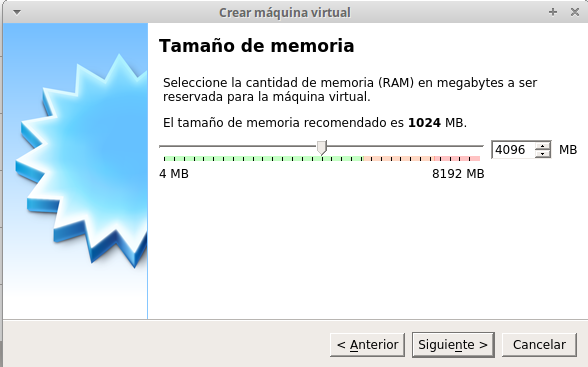 Crear máquina virtual
Tamaño de memoria
Seleccione la cantidad de memoria (RAM) en megabytes a ser
reservada para la máquina virtual.
El tamaño de memoria recomendado es 1024 MB.
4096 MB
4 MB 8192 MB
< Anterior Siguiente > Cancelar